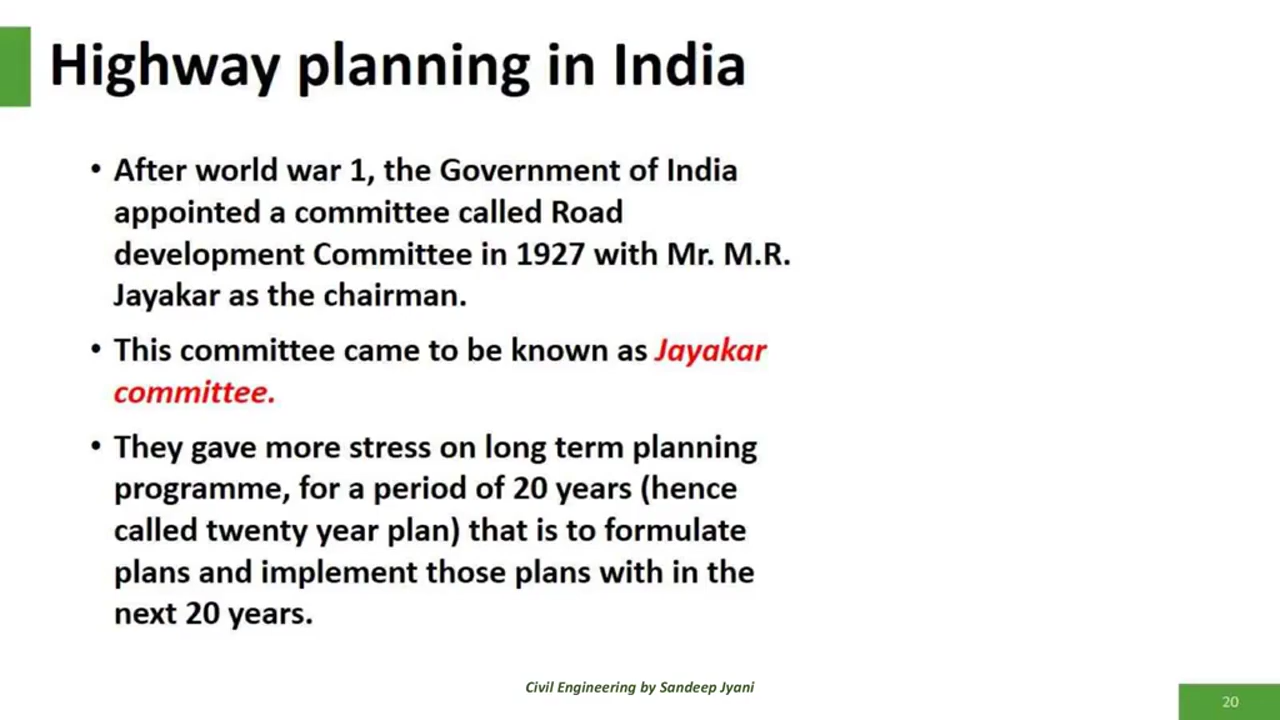 Highway planning in India
• After world war 1, the Government of India
appointed a committee called Road
development Committee in 1927 with Mr. M.R.
Jayakar as the chairman.
• This committee came to be known as Jayakar
committee.
• They gave more stress on long term planning
programme, for a period of 20 years (hence
called twenty year plan) that is to formulate
plans and implement those plans with in the
next 20 years.
Civil Engineering by Sandeep Jyani
20